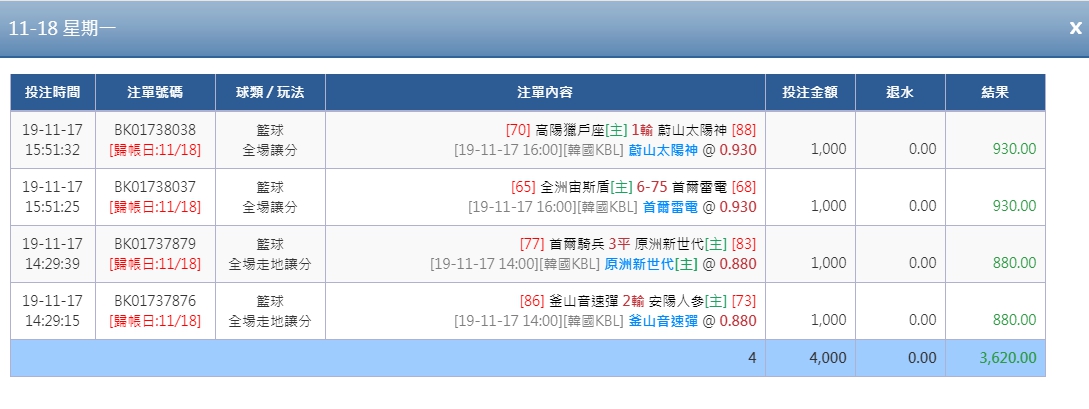 11-18 星期一 x
投注時間 注單號碼 球類 / 玩法 注單內容 投注金額 退水 結果
19-11-17 BK01738038 籃球 [70] 高陽獵戶座[主] 1輸 蔚山太陽神 [88]
15:51:32 [歸帳日:11/18] 全場讓分 [19-11-17 16:00][韓國KBL] 蔚山太陽神 @ 0.930 1,000 0.00 930.00
19-11-17 BK01738037 籃球 [65] 全洲宙斯盾[主] 6-75 首爾雷電 [68]
15:51:25 [歸帳日:11/18] 全場讓分 [19-11-17 16:00][韓國KBL] 首爾雷電 @ 0.930 1,000 0.00 930.00
19-11-17 BK01737879 籃球 [77] 首爾騎兵 3平 原洲新世代[主] [83]
14:29:39 [歸帳日:11/18] 全場走地讓分 [19-11-17 14:00][韓國KBL] 原洲新世代[主] @ 0.880 1,000 0.00 880.00
19-11-17 BK01737876 籃球 [86] 釜山音速彈 2輸 安陽人參[主] [73]
14:29:15 [歸帳日:11/18] 全場走地讓分 [19-11-17 14:00][韓國KBL] 釜山音速彈 @ 0.880 1,000 0.00 880.00
4 4,000 0.00 3,620.00